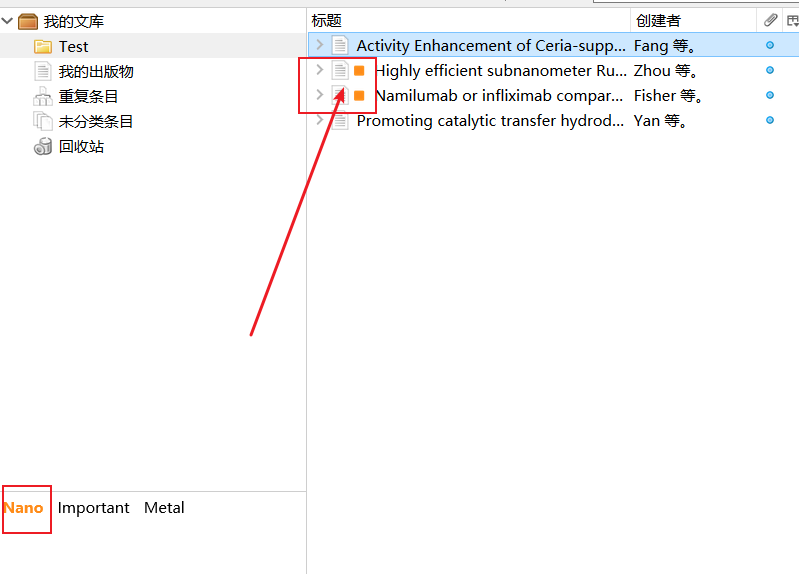 我的文库
Test
我的出版物
重复条目
未分类条目
回收站
标题 创建者
Activity Enhancement of Ceria-supp... Fang 等。
Highly efficient subnanometer Ru... Zhou 等。
Namilumab or infliximab compar... Fisher 等。
Promoting catalytic transfer hydrod... Yan 等。
Nano Important Metal